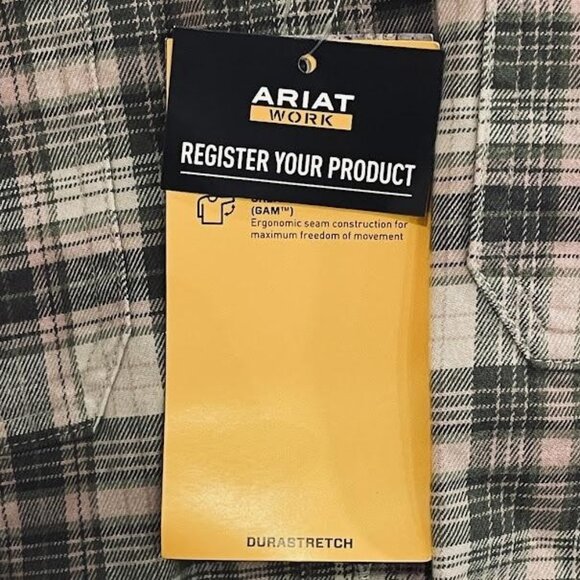 ARIAT
WORK
REGISTER YOUR PRODUCT
(GAM™)
Ergonomic seam construction for
maximum freedom of movement
DURASTRETCH